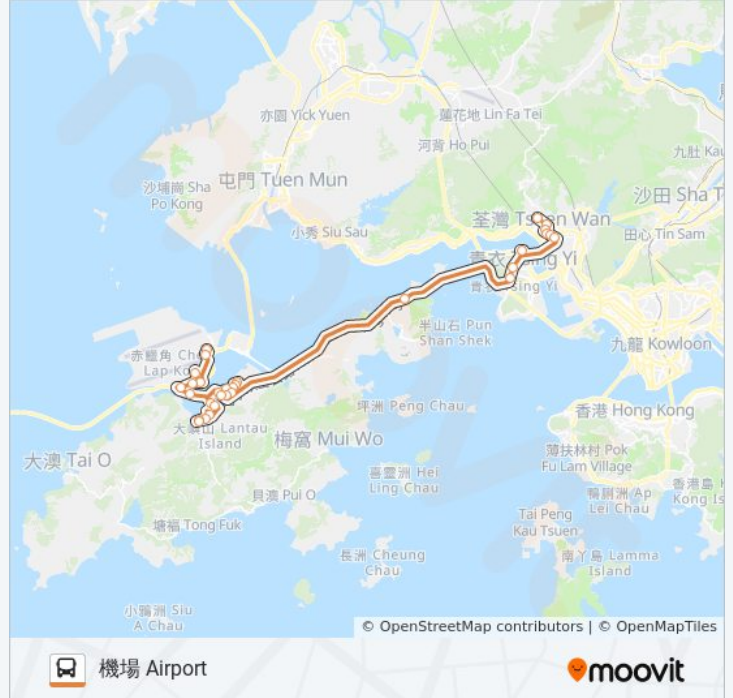 亦園 Yick Yuen
蓮花地 Lin Fa Tei
河背 Ho Pui
九肚 Kau
沙埔崗 Sha
Po Kong
屯門 Tuen Mun
沙田 Sha T
荃灣 Tsuen Wan
小秀 Siu Sau
田心 Tin Sam
青衣 Tsing Yi
青衣 Tsing Yi
半山石 Pun
Shan Shek
九龍 Kowloon
赤鱲角 Che
Lap Ko
坪洲 Peng Chau
香港 Hong Kong
大嶼山 Lantau
Island
梅窩 Mui Wo
大澳 Tai O
薄扶林村 Pok
Fu Lam Village
喜靈洲 Hei
Ling Chau
香港島 H
Kong Is
鴨脷洲 Ap
Lei Chau
貝澳 Pui O
塘福 Tong Fuk
Tai Peng
Kau Tsuen
長洲 Cheung
Chau
南丫島 Lamma
Island
小鴉洲 Siu
A Chau
© OpenStreetMap contributors | © OpenMapTiles
機場 Airport
moovit